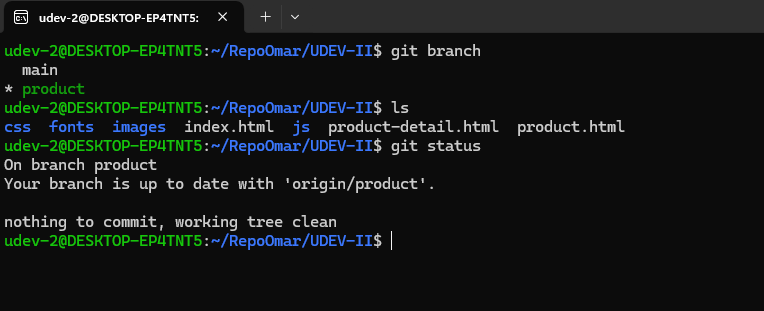 udev-2@DESKTOP-EP4TNT5:
udev-2@DESKTOP-EP4TNT5:~/RepoOmar/UDEV-II$ git branch
  main
* product
udev-2@DESKTOP-EP4TNT5:~/RepoOmar/UDEV-II$ ls
css  fonts  images  index.html  js  product-detail.html  product.html
udev-2@DESKTOP-EP4TNT5:~/RepoOmar/UDEV-II$ git status
On branch product
Your branch is up to date with 'origin/product'.
nothing to commit, working tree clean
udev-2@DESKTOP-EP4TNT5:~/RepoOmar/UDEV-II$